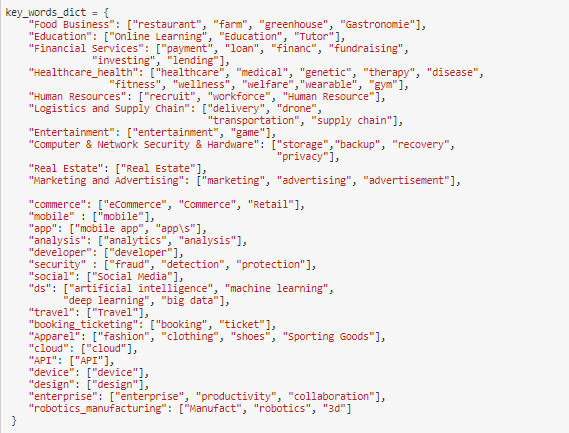 key_words_dict = {
"Food Business": ["restaurant", "farm", "greenhouse", "Gastronomie"],
"Education": ["Online Learning", "Education", "Tutor"],
"Financial Services": ["payment", "loan", "financ", "fundraising",
"investing", "lending"],
"Healthcare_health": ["healthcare", "medical", "genetic", "therapy", "disease",
"fitness", "wellness", "welfare","wearable", "gym"],
"Human Resources": ["recruit", "workforce", "Human Resource"],
"Logistics and Supply Chain": ["delivery", "drone",
"transportation", "supply chain"],
"Entertainment": ["entertainment", "game"],
"Computer & Network Security & Hardware": ["storage","backup", "recovery",
"privacy"],
"Real Estate": ["Real Estate"],
"Marketing and Advertising": ["marketing", "advertising", "advertisement"],
"commerce": ["eCommerce", "Commerce", "Retail"],
"mobile" : ["mobile"],
"app": ["mobile app", "app\s"],
"analysis": ["analytics", "analysis"],
"developer": ["developer"],
"security" : ["fraud", "detection", "protection"],
"social": ["Social Media"],
"ds": ["artificial intelligence", "machine learning",
"deep learning", "big data"],
"travel": ["Travel"],
"booking_ticketing": ["booking", "ticket"],
"Apparel": ["fashion", "clothing", "shoes", "Sporting Goods"],
"cloud": ["cloud"],
"API": ["API"],
"device": ["device"],
"design": ["design"],
"enterprise": ["enterprise", "productivity", "collaboration"],
"robotics_manufacturing": ["Manufact", "robotics", "3d"]
}